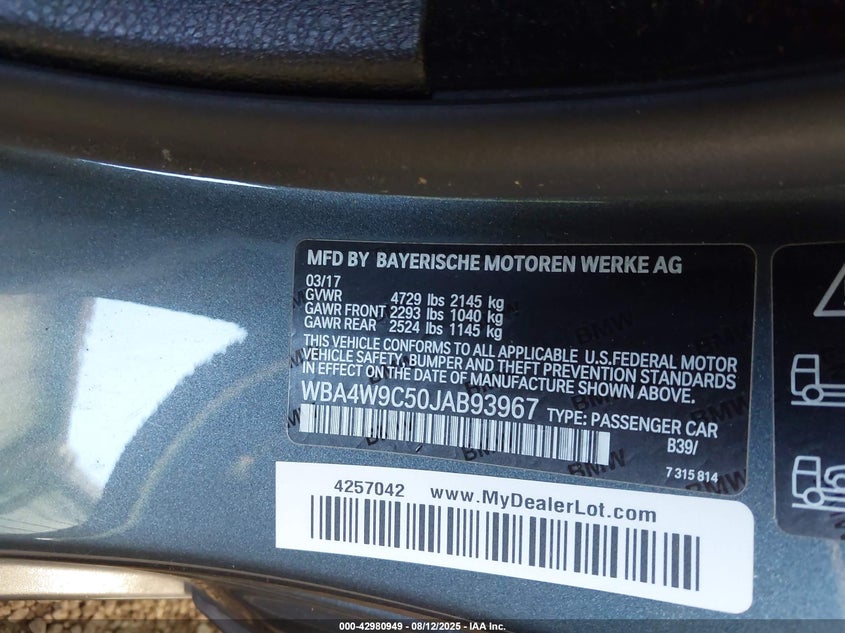 MFD BY BAYERISCHE MOTOREN WERKE AG
03/17
GVWR 4729 lbs 2145 kg
GAWR FRONT 2293 lbs 1040 kg
GAWR REAR 2524 lbs 1145 kg
THIS VEHICLE CONFORMS TO ALL APPLICABLE U.S.FEDERAL MOTOR
VEHICLE SAFETY, BUMPER AND THEFT PREVENTION STANDARDS
IN EFFECT ON THE DATE OF MANUFACTURE SHOWN ABOVE.
WBA4W9C50JAB93967 TYPE: PASSENGER CAR
B39/
7 315 814
4257042 www.MyDealerLot.com
000-42980949 - 08/12/2025 - IAA Inc.